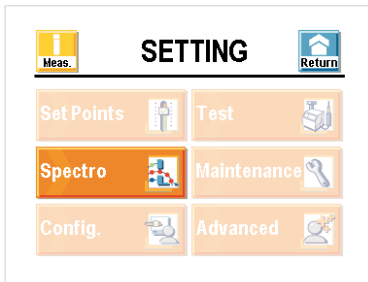 SETTING
Meas.
Return
Set Points
Test
Spectro
Maintenance
Config.
Advanced